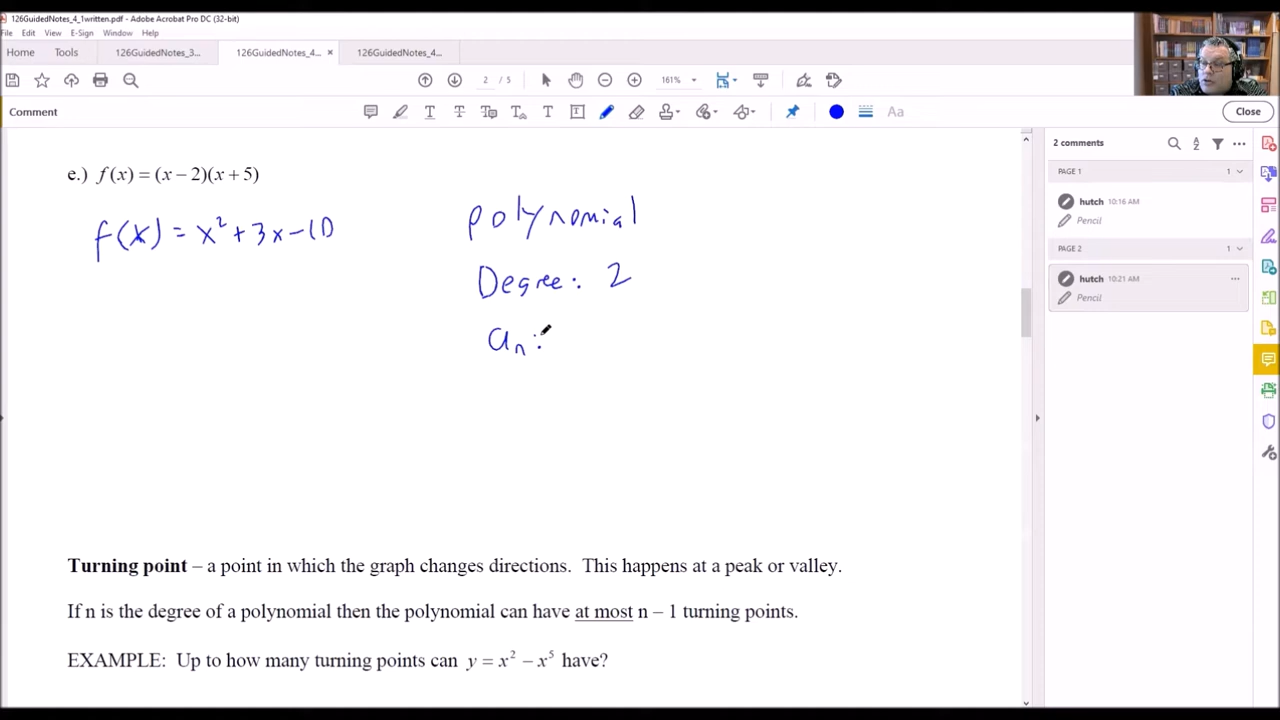 126GuidedNotes_4_1written.pdf - Adobe Acrobat Pro DC (32-bit)
File Edit View E-Sign Window Help
Home Tools 126GuidedNotes_3... 126GuidedNotes_4... × 126GuidedNotes_4...
2 / 5 161%
Comment Aa Close
e.) f(x) = (x – 2)(x + 5)
f(x) = x² + 3x - 10
polynomial
Degree: 2
aₙ:
Turning point – a point in which the graph changes directions. This happens at a peak or valley.
If n is the degree of a polynomial then the polynomial can have at most n – 1 turning points.
EXAMPLE: Up to how many turning points can y = x² – x⁵ have?
2 comments
PAGE 1 1
hutch 10:16 AM
Pencil
PAGE 2 1
hutch 10:21 AM ...
Pencil